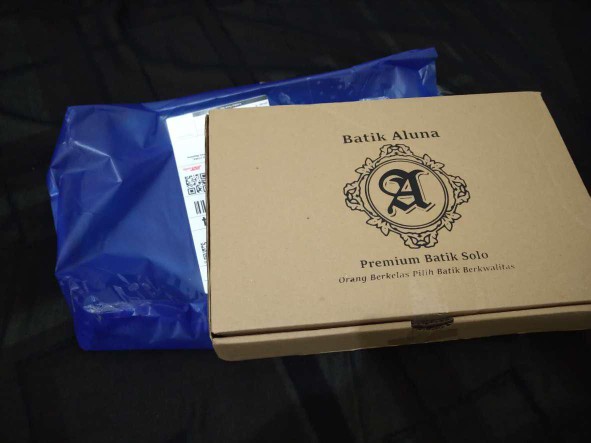 Batik Aluna
A
Premium Batik Solo
Orang Berkelas Pilih Batik Berkwalitas